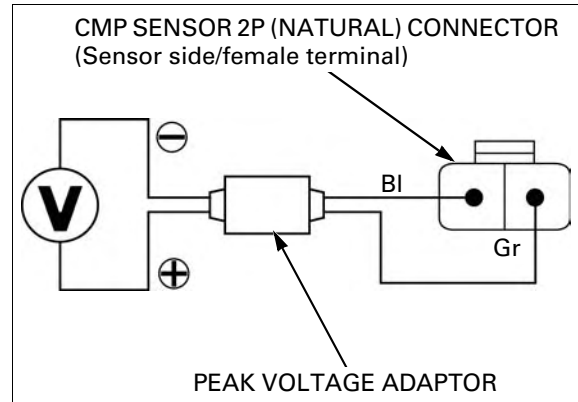 CMP SENSOR 2P (NATURAL) CONNECTOR
(Sensor side/female terminal)
−
V
Bl
Gr
+
PEAK VOLTAGE ADAPTOR